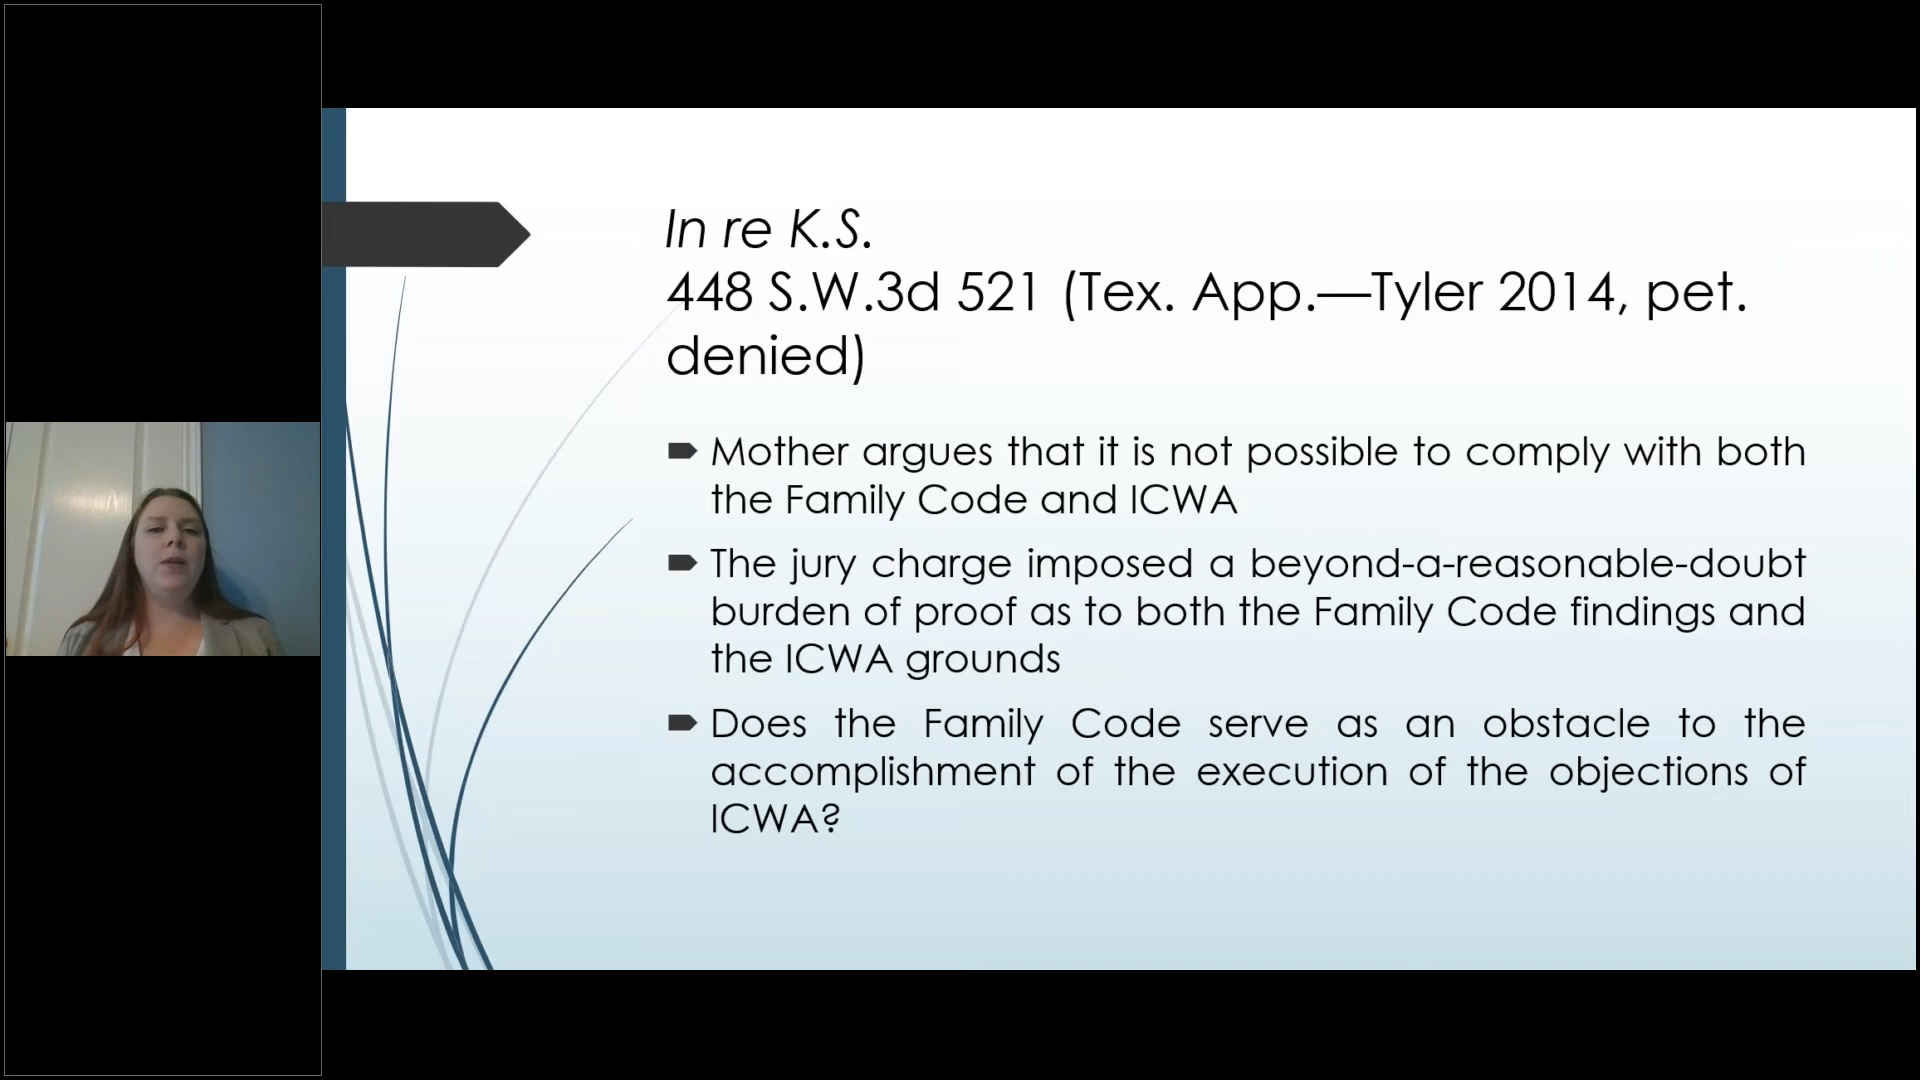 In re K.S.
448 S.W.3d 521 (Tex. App.—Tyler 2014, pet.
denied)
Mother argues that it is not possible to comply with both
the Family Code and ICWA
The jury charge imposed a beyond-a-reasonable-doubt
burden of proof as to both the Family Code findings and
the ICWA grounds
Does the Family Code serve as an obstacle to the
accomplishment of the execution of the objections of
ICWA?